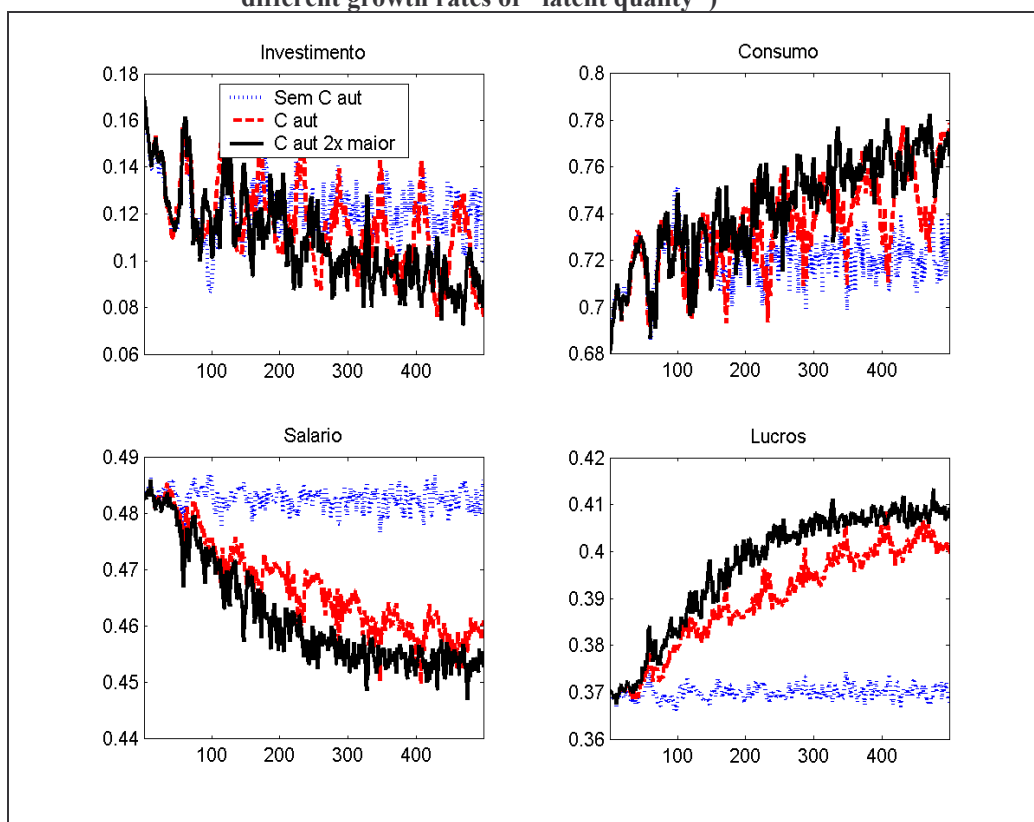 different growth rates of "latent quality")
Investimento
0.18
0.16
0.14
0.12
0.1
0.08
0.06
100 200 300 400
Sem C aut
C aut
C aut 2x maior
Consumo
0.8
0.78
0.76
0.74
0.72
0.7
0.68
100 200 300 400
Salario
0.49
0.48
0.47
0.46
0.45
0.44
100 200 300 400
Lucros
0.42
0.41
0.4
0.39
0.38
0.37
0.36
100 200 300 400